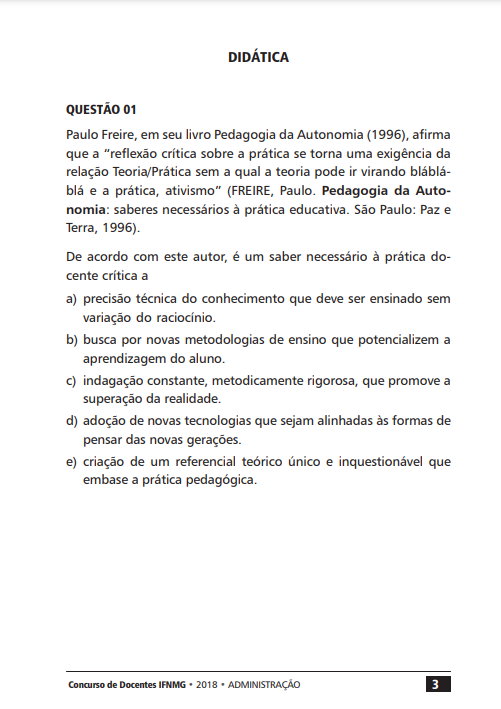 DIDÁTICA
QUESTÃO 01
Paulo Freire, em seu livro Pedagogia da Autonomia (1996), afirma
que a “reflexão crítica sobre a prática se torna uma exigência da
relação Teoria/Prática sem a qual a teoria pode ir virando bláblá-
blá e a prática, ativismo” (FREIRE, Paulo. Pedagogia da Auto-
nomia: saberes necessários à prática educativa. São Paulo: Paz e
Terra, 1996).
De acordo com este autor, é um saber necessário à prática do-
cente crítica a
a) precisão técnica do conhecimento que deve ser ensinado sem
variação do raciocínio.
b) busca por novas metodologias de ensino que potencializem a
aprendizagem do aluno.
c) indagação constante, metodicamente rigorosa, que promove a
superação da realidade.
d) adoção de novas tecnologias que sejam alinhadas às formas de
pensar das novas gerações.
e) criação de um referencial teórico único e inquestionável que
embase a prática pedagógica.
Concurso de Docentes IFNMG • 2018 • ADMINISTRAÇÃO 3